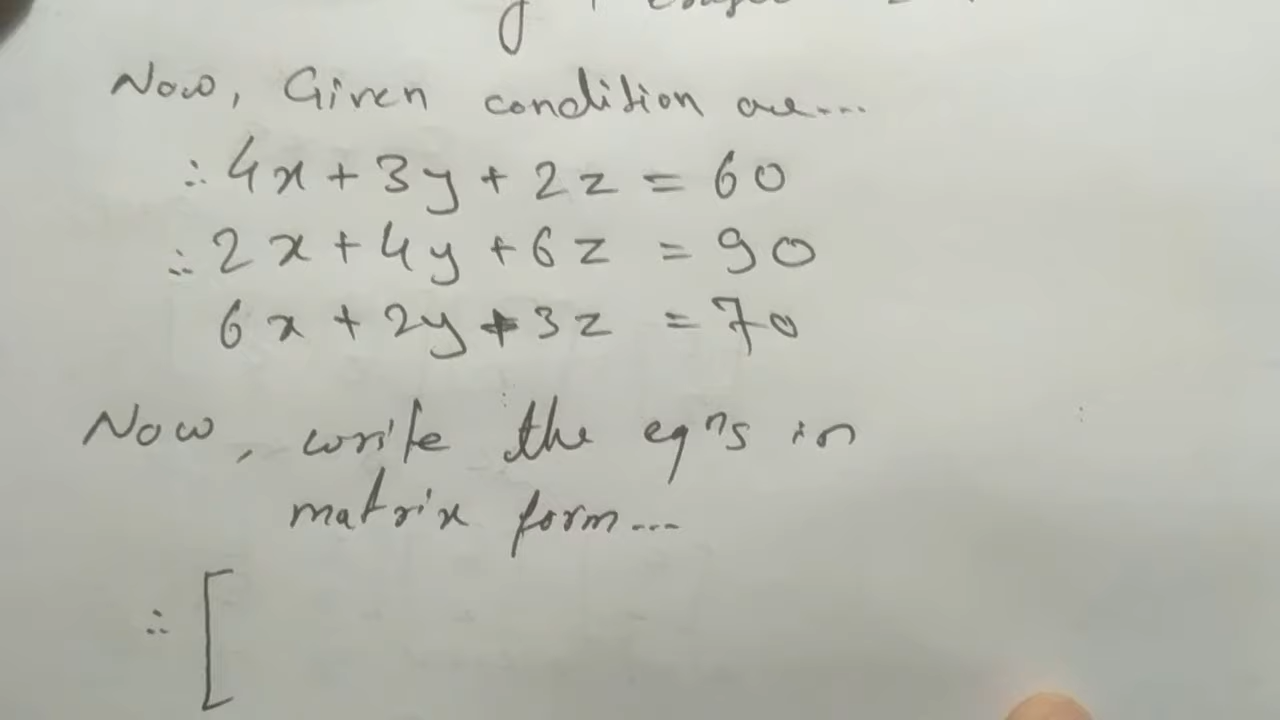 Now, Given condition are...
∴ 4x + 3y + 2z = 60
∴ 2x + 4y + 6z = 90
6x + 2y + 3z = 70
Now, write the eqⁿs in
matrix form...
∴ [